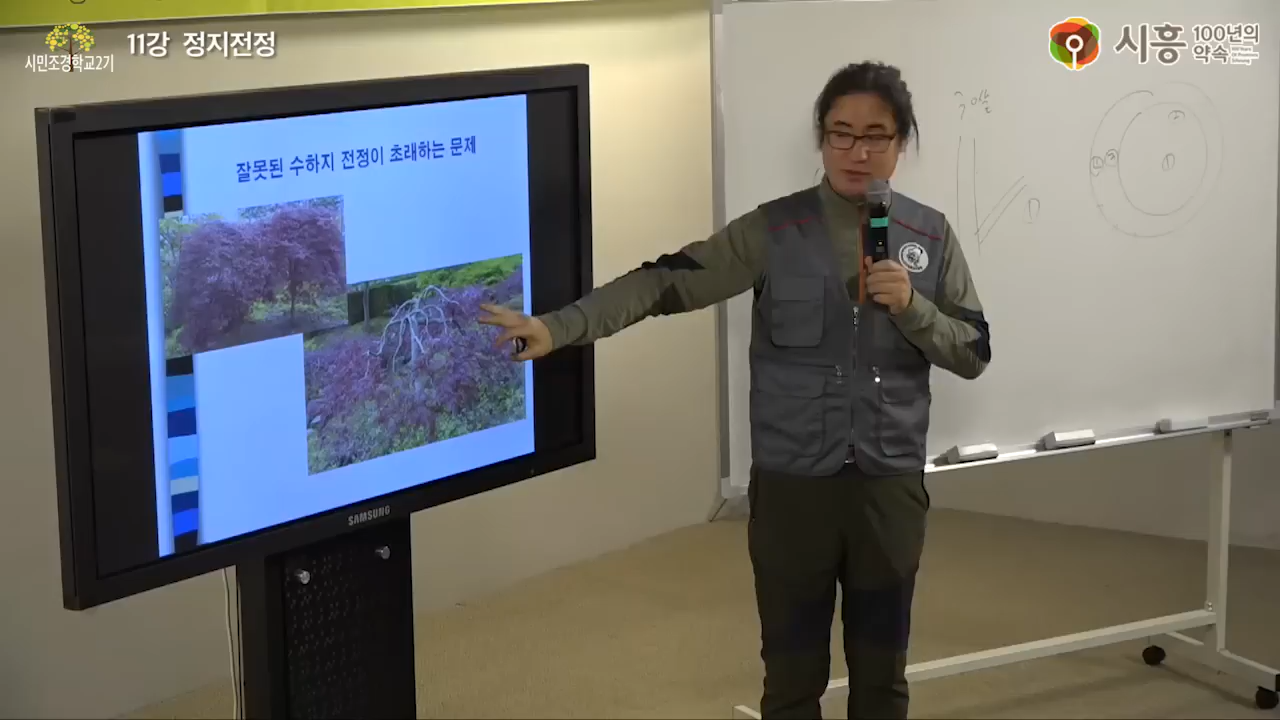 시민조경학교2기
11강 정지전정
시흥 100년의 약속
잘못된 수하지 전정이 초래하는 문제
SAMSUNG